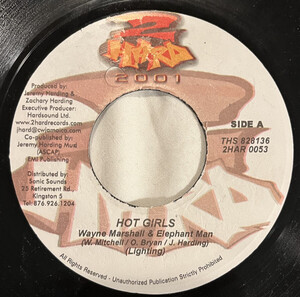 2
HARD
2001
Produced by:
Jeremy Harding &
Zachary Harding
Executive Producer:
Hardsound Ltd.
www.2hardrecords.com
jhard@cwjamaica.com
Co-published by
Jeremy Harding Mud
(ASCAP)
EMI Publishing
Distributed by
Sonic Sounds
25 Retirement Rd.
Kingston 5
Tel:876.926.1204
SIDE A
THS 828136
2HAR 0053
HOT GIRLS
Wayne Marshall & Elephant Man
(W. Mitchell / O. Bryan / J. Harding)
(Lighting)
All Rights Reserved - Unauthorized Publication Strictly Prohibited